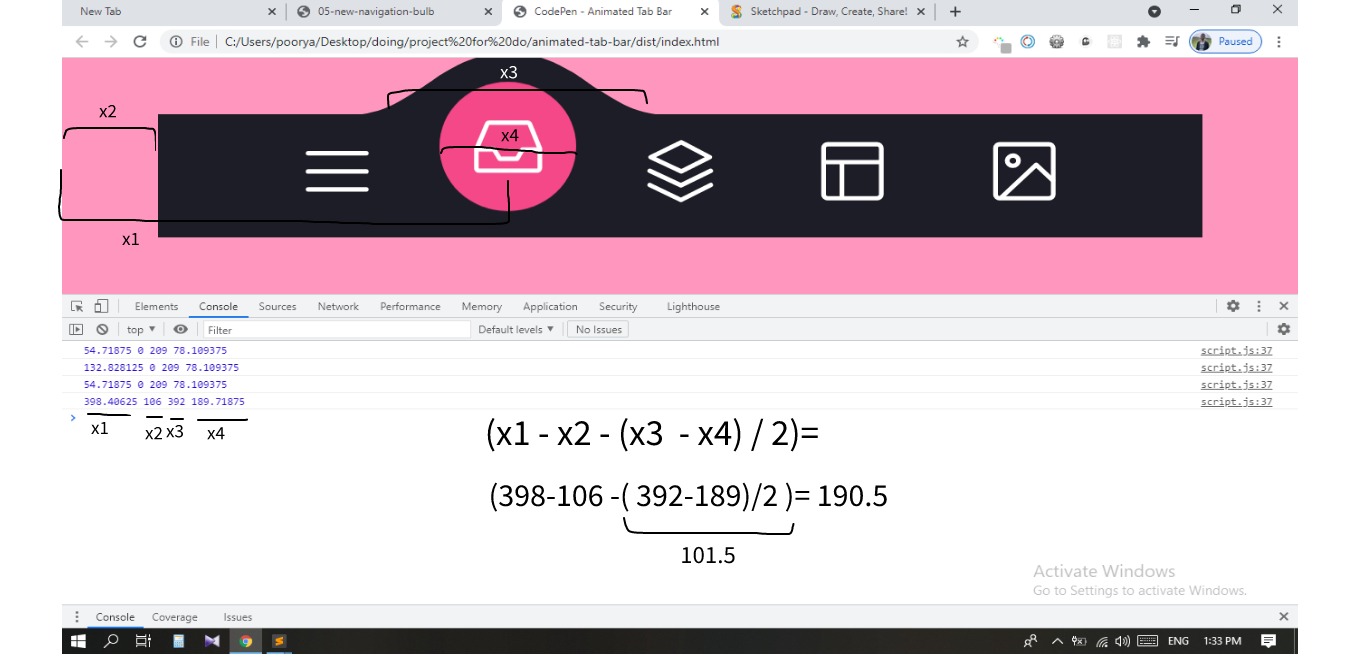 New Tab
05-new-navigation-bulb
CodePen - Animated Tab Bar
Sketchpad - Draw, Create, Share!
File
C:/Users/poorya/Desktop/doing/project%20for%20do/animated-tab-bar/dist/index.html
Paused
x3
x2
x4
x1
Elements Console Sources Network Performance Memory Application Security Lighthouse
top Filter Default levels No Issues
54.71875 0 209 78.109375 script.js:37
132.828125 0 209 78.109375 script.js:37
54.71875 0 209 78.109375 script.js:37
398.40625 106 392 189.71875 script.js:37
x1 x2 x3 x4
(x1 - x2 - (x3 - x4) / 2)=
(398-106 -( 392-189)/2 )= 190.5
101.5
Activate Windows
Go to Settings to activate Windows.
Console Coverage Issues
ENG 1:33 PM